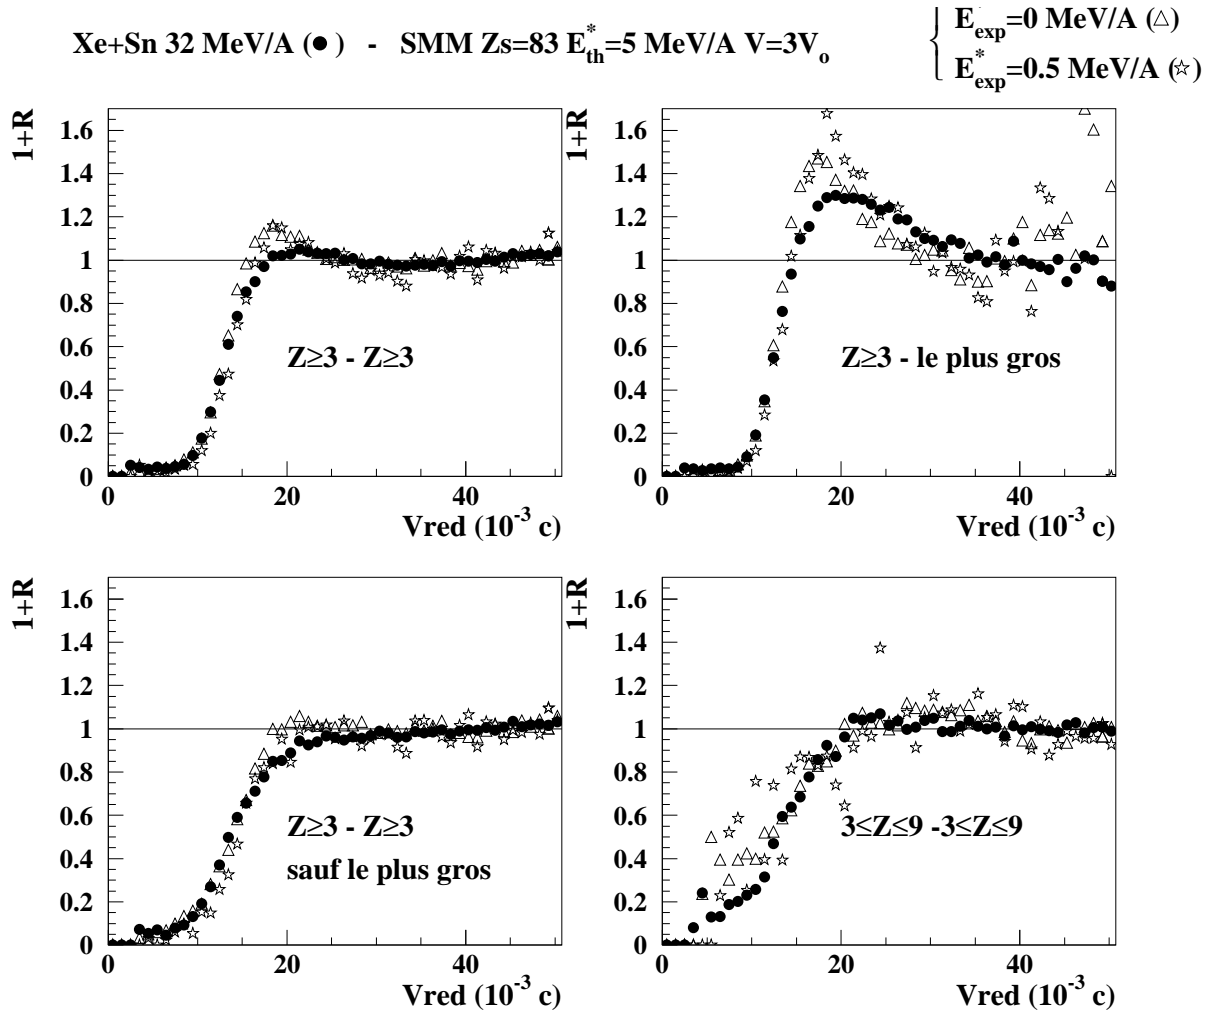 E*exp=0 MeV/A (△)
Xe+Sn 32 MeV/A (●) - SMM Zs=83 E*th=5 MeV/A V=3Vo
E*exp=0.5 MeV/A (☆)
1+R
1.6
1.4
1.2
1
0.8
0.6
0.4
0.2
0
Z≥3 - Z≥3
0 20 40
Vred (10-3 c)
1+R
1.6
1.4
1.2
1
0.8
0.6
0.4
0.2
0
Z≥3 - le plus gros
0 20 40
Vred (10-3 c)
1+R
1.6
1.4
1.2
1
0.8
0.6
0.4
0.2
0
Z≥3 - Z≥3
sauf le plus gros
0 20 40
Vred (10-3 c)
1+R
1.6
1.4
1.2
1
0.8
0.6
0.4
0.2
0
3≤Z≤9 -3≤Z≤9
0 20 40
Vred (10-3 c)